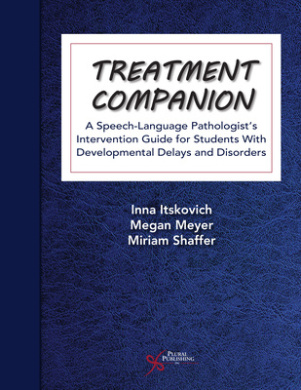 TREATMENT
COMPANION
A Speech-Language Pathologist's
Intervention Guide for Students With
Developmental Delays and Disorders
Inna Itskovich
Megan Meyer
Miriam Shaffer
PLURAL
PUBLISHING
INC.